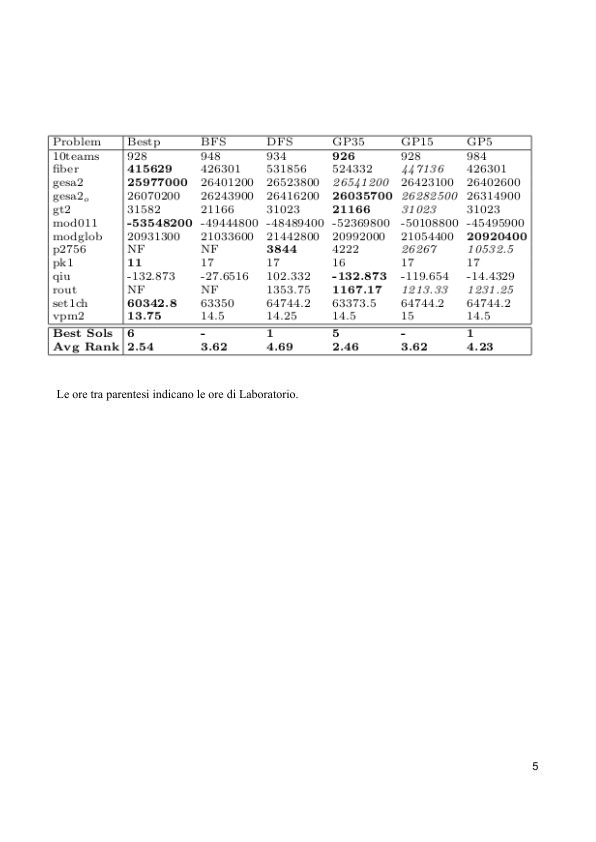 Problem Bestp BFS DFS GP35 GP15 GP5
10teams 928 948 934 926 928 984
fiber 415629 426301 531856 524332 447136 426301
gesa2 25977000 26401200 26523800 26541200 26423100 26402600
gesa2_o 26070200 26243900 26416200 26035700 26282500 26314900
gt2 31582 21166 31023 21166 31023 31023
mod011 -53548200 -49444800 -48489400 -52369800 -50108800 -45495900
modglob 20931300 21033600 21442800 20992000 21054400 20920400
p2756 NF NF 3844 4222 26267 10532.5
pk1 11 17 17 16 17 17
qiu -132.873 -27.6516 102.332 -132.873 -119.654 -14.4329
rout NF NF 1353.75 1167.17 1213.33 1231.25
set1ch 60342.8 63350 64744.2 63373.5 64744.2 64744.2
vpm2 13.75 14.5 14.25 14.5 15 14.5
Best Sols 6 - 1 5 - 1
Avg Rank 2.54 3.62 4.69 2.46 3.62 4.23
Le ore tra parentesi indicano le ore di Laboratorio.
5